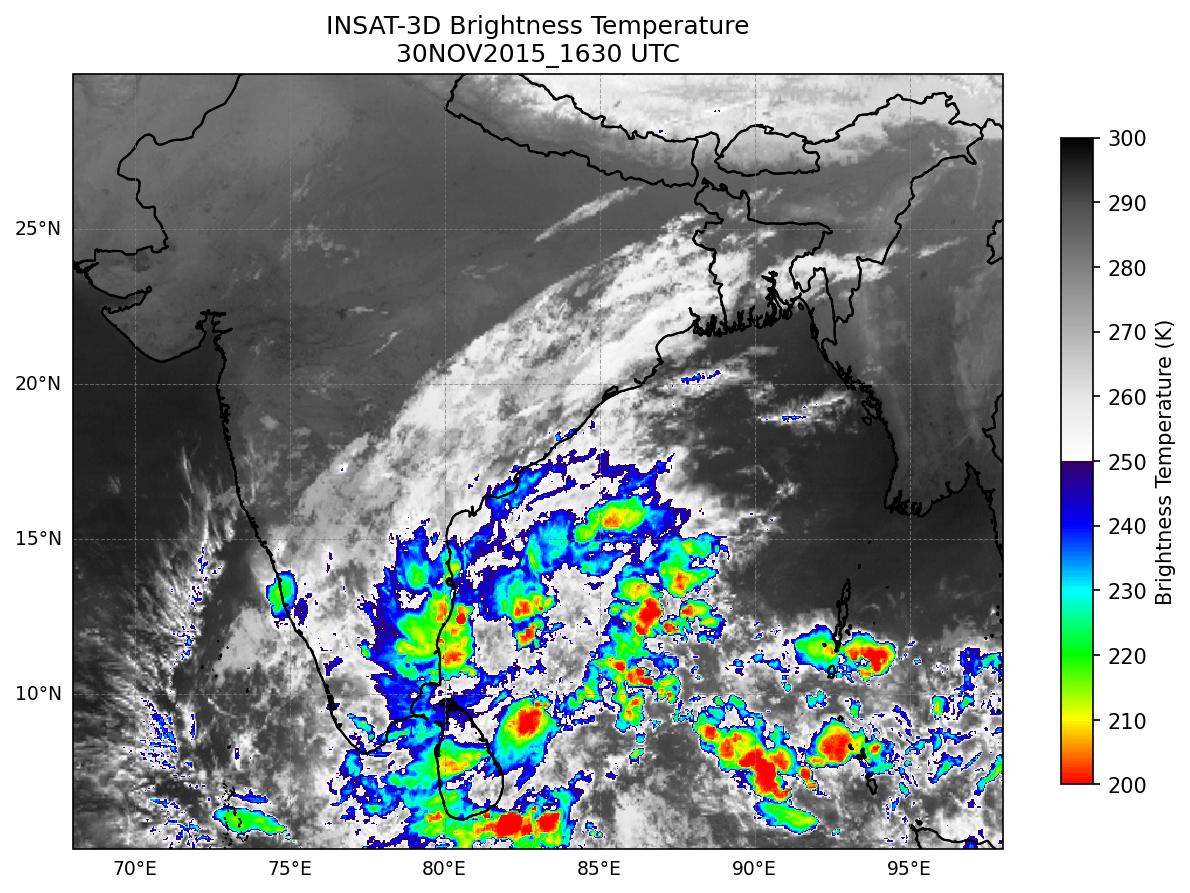 INSAT-3D Brightness Temperature
30NOV2015_1630 UTC
25°N
20°N
15°N
10°N
70°E
75°E
80°E
85°E
90°E
95°E
300
290
280
270
260
250
240
230
220
210
200
Brightness Temperature (K)